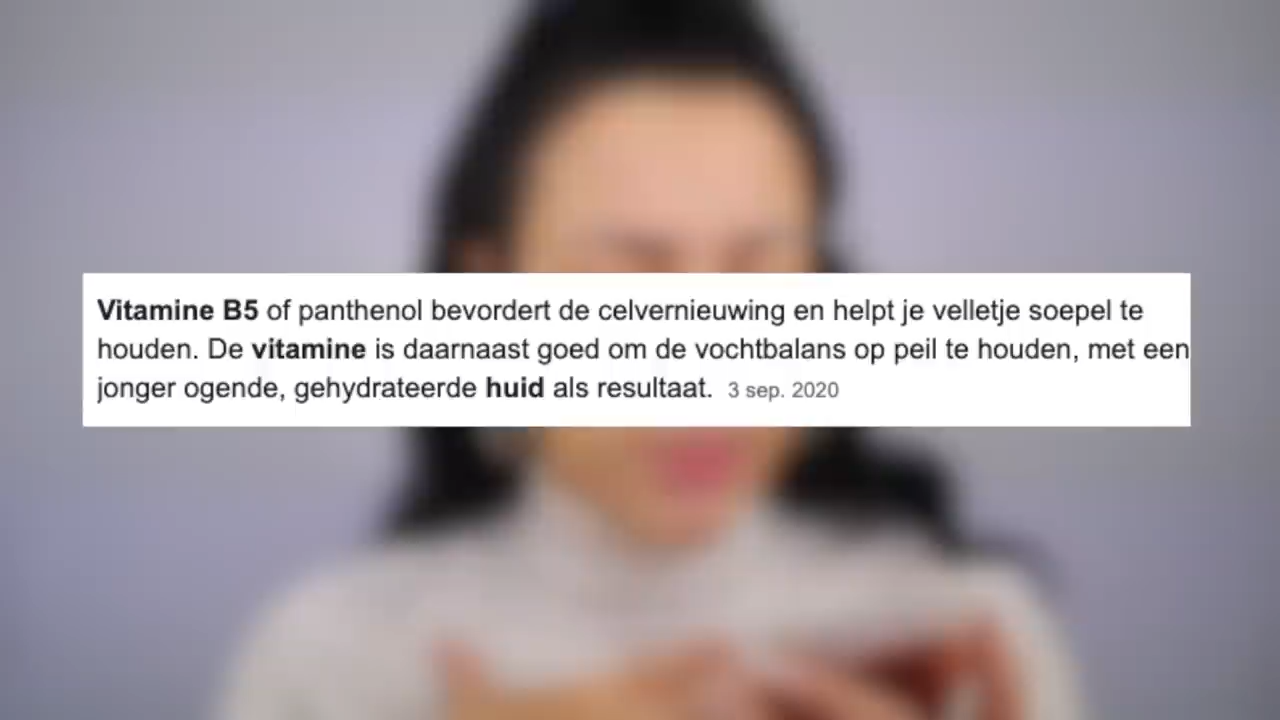 Vitamine B5 of panthenol bevordert de celvernieuwing en helpt je velletje soepel te
houden. De vitamine is daarnaast goed om de vochtbalans op peil te houden, met een
jonger ogende, gehydrateerde huid als resultaat. 3 sep. 2020